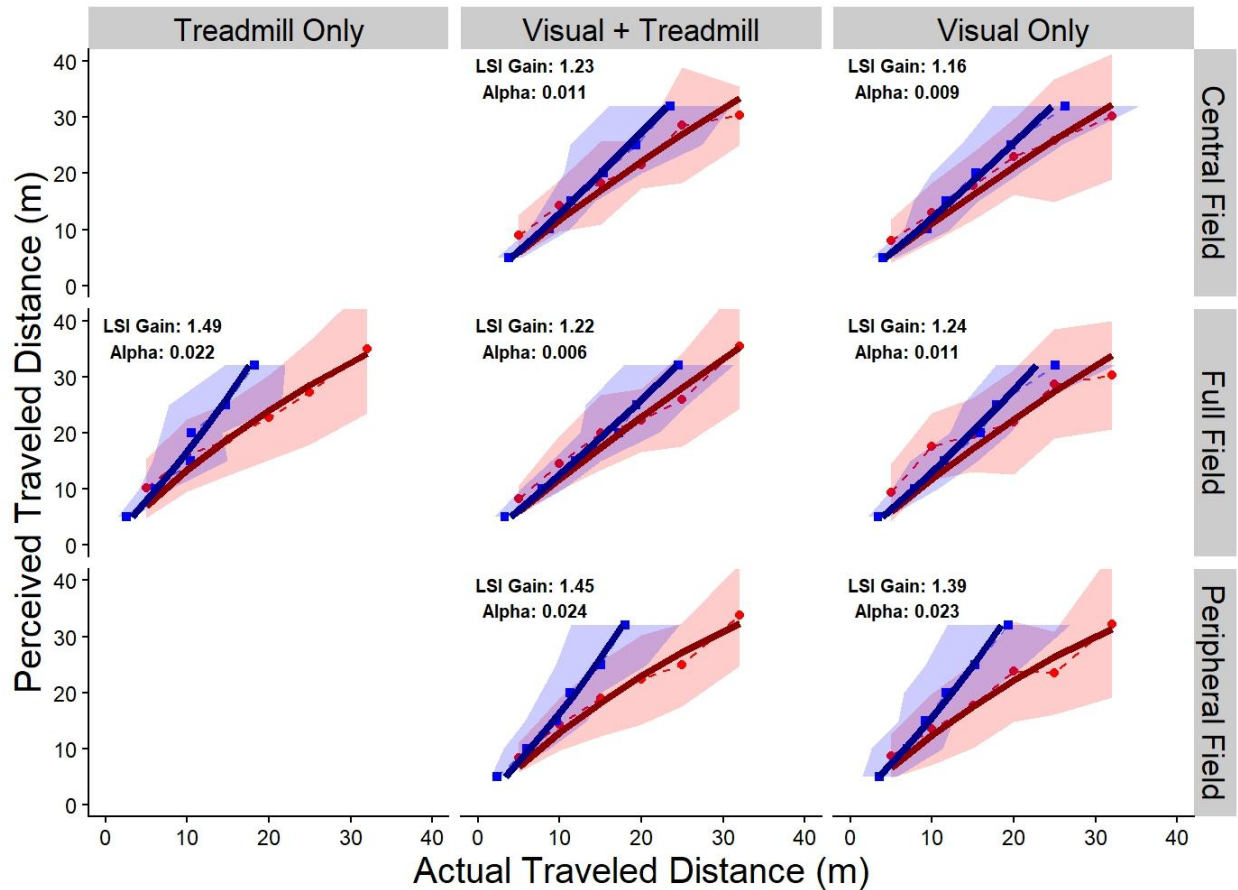 Treadmill Only
Visual + Treadmill
Visual Only
Perceived Traveled Distance (m)
40
30
20
10
0
LSI Gain: 1.23
Alpha: 0.011
LSI Gain: 1.16
Alpha: 0.009
Central Field
40
30
20
10
0
LSI Gain: 1.49
Alpha: 0.022
LSI Gain: 1.22
Alpha: 0.006
LSI Gain: 1.24
Alpha: 0.011
Full Field
40
30
20
10
0
LSI Gain: 1.45
Alpha: 0.024
LSI Gain: 1.39
Alpha: 0.023
Peripheral Field
0 10 20 30 40
0 10 20 30 40
0 10 20 30 40
Actual Traveled Distance (m)